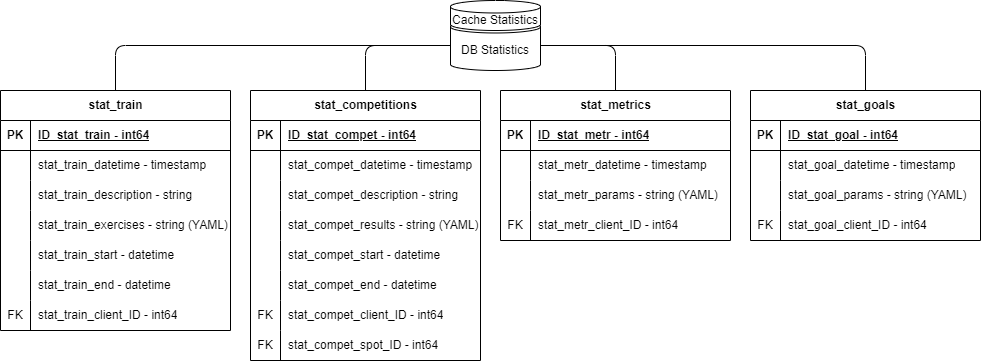 Cache Statistics
DB Statistics
stat_train
PK ID_stat_train - int64
stat_train_datetime - timestamp
stat_train_description - string
stat_train_exercises - string (YAML)
stat_train_start - datetime
stat_train_end - datetime
FK stat_train_client_ID - int64
stat_competitions
PK ID_stat_compet - int64
stat_compet_datetime - timestamp
stat_compet_description - string
stat_compet_results - string (YAML)
stat_compet_start - datetime
stat_compet_end - datetime
FK stat_compet_client_ID - int64
FK stat_compet_spot_ID - int64
stat_metrics
PK ID_stat_metr - int64
stat_metr_datetime - timestamp
stat_metr_params - string (YAML)
FK stat_metr_client_ID - int64
stat_goals
PK ID_stat_goal - int64
stat_goal_datetime - timestamp
stat_goal_params - string (YAML)
FK stat_goal_client_ID - int64